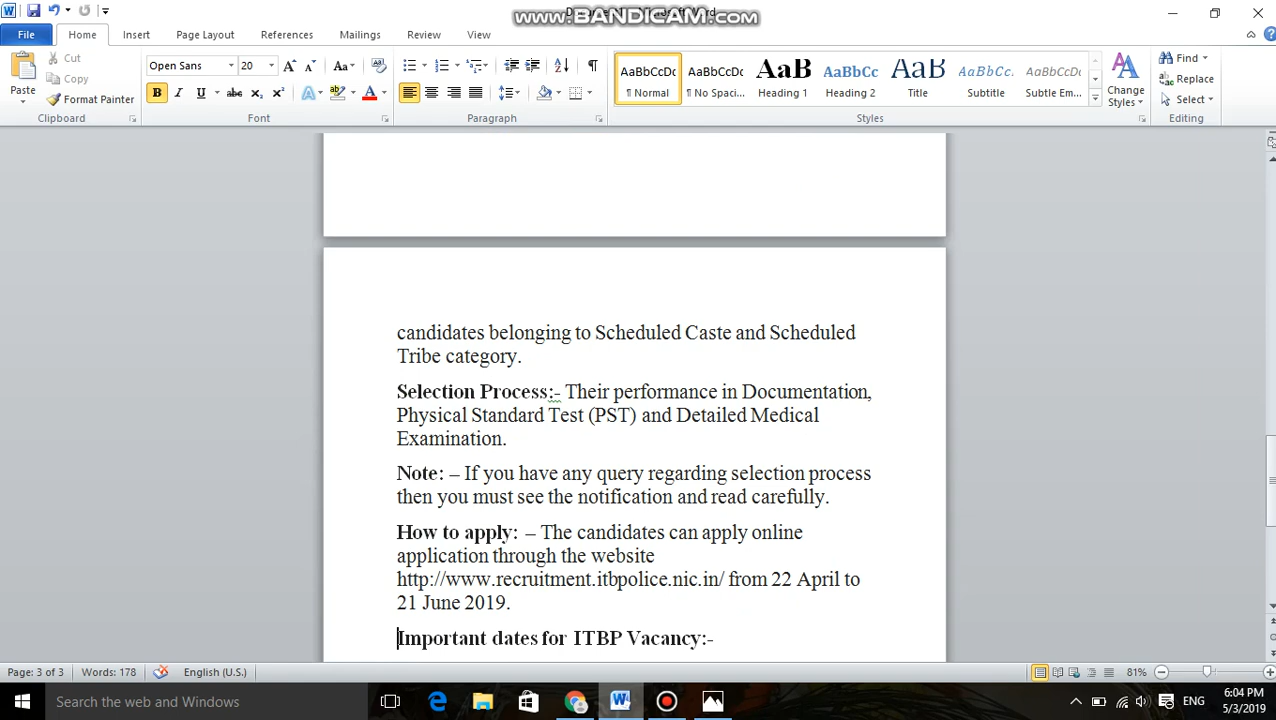 www.BANDICAM.com
File Home Insert Page Layout References Mailings Review View
Cut
Copy
Paste
Format Painter
Clipboard
Open Sans 20
Font
Paragraph
AaBbCcDc AaBbCcDc AaB AaBbCc AaB AaBbCc. AaBbCcDc
¶ Normal ¶ No Spaci... Heading 1 Heading 2 Title Subtitle Subtle Em...
Styles
Change Styles
Find
Replace
Select
Editing
candidates belonging to Scheduled Caste and Scheduled
Tribe category.
Selection Process:- Their performance in Documentation,
Physical Standard Test (PST) and Detailed Medical
Examination.
Note: – If you have any query regarding selection process
then you must see the notification and read carefully.
How to apply: – The candidates can apply online
application through the website
http://www.recruitment.itbpolice.nic.in/ from 22 April to
21 June 2019.
Important dates for ITBP Vacancy:-
Page: 3 of 3 Words: 178 English (U.S.) 81%
Search the web and Windows
ENG
6:04 PM
5/3/2019